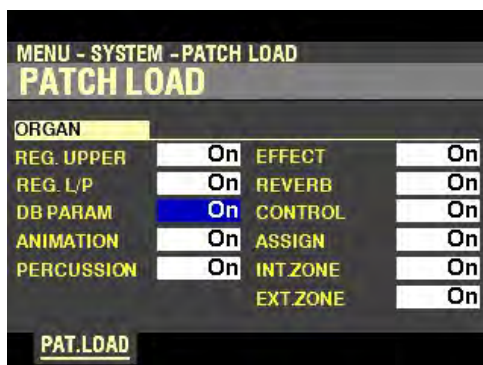 MENU - SYSTEM - PATCH LOAD
PATCH LOAD
ORGAN
REG. UPPER On EFFECT On
REG. L/P On REVERB On
DB PARAM On CONTROL On
ANIMATION On ASSIGN On
PERCUSSION On INT.ZONE On
EXT.ZONE On
PAT.LOAD